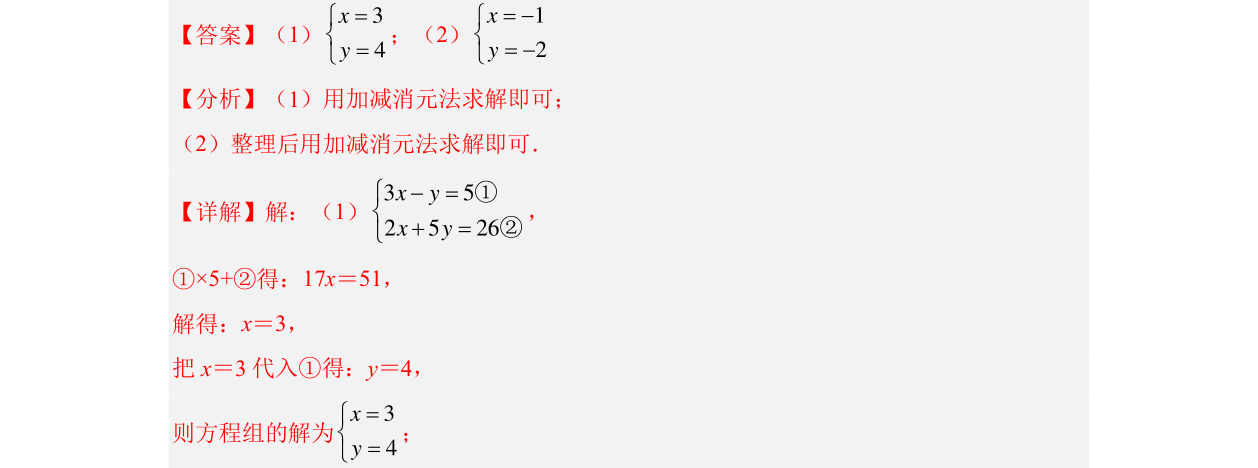 【答案】（1）{x=3 y=4；（2）{x=−1 y=−2
【分析】（1）用加减消元法求解即可；
（2）整理后用加减消元法求解即可．
【详解】解：（1）{3x−y=5① 2x+5y=26②，
①×5+②得：17x＝51，
解得：x＝3，
把 x＝3 代入①得：y＝4，
则方程组的解为{x=3 y=4；